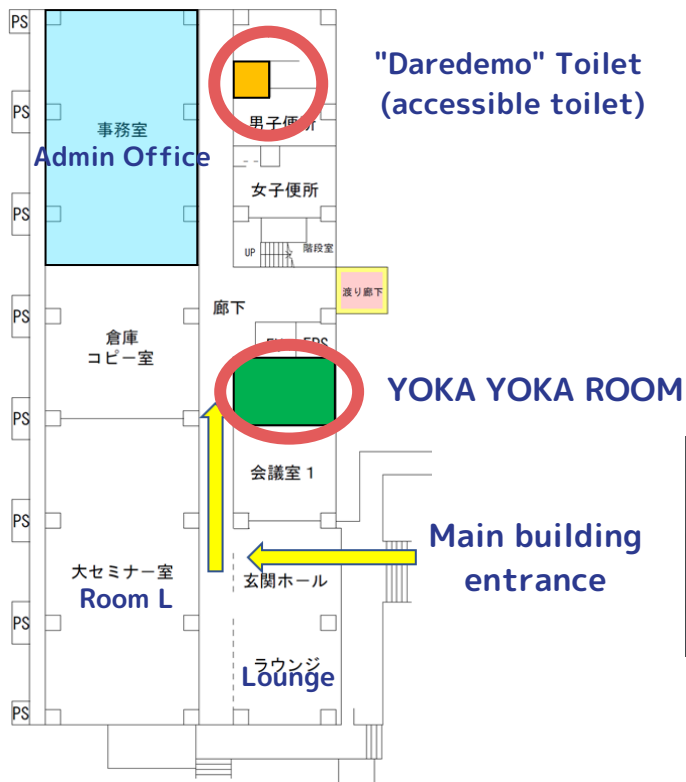 PS
"Daredemo" Toilet
(accessible toilet)
PS
事務室
Admin Office
男子便所
女子便所
PS
UP
階段室
渡り廊下
廊下
PS
倉庫
コピー室
EPS
YOKA YOKA ROOM
PS
会議室 1
PS
Main building
entrance
大セミナー室
Room L
玄関ホール
PS
ラウンジ
Lounge
PS